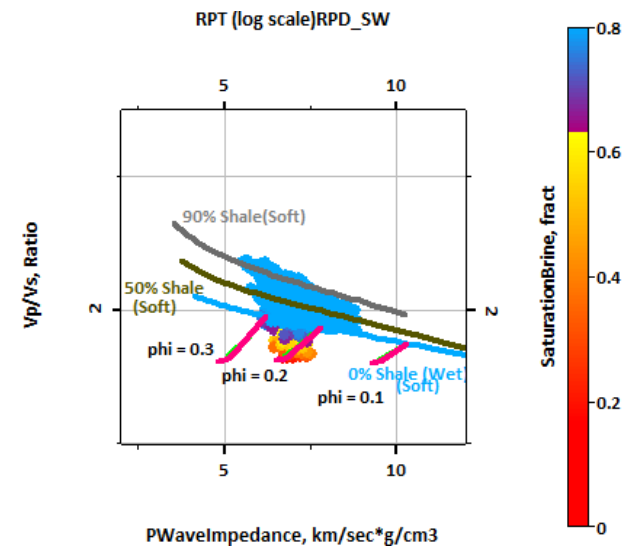 RPT (log scale)RPD_SW
5 10
90% Shale(Soft)
50% Shale
(Soft)
2 2
phi = 0.3
phi = 0.2
0% Shale (Wet)
(Soft)
phi = 0.1
5 10
PWaveImpedance, km/sec*g/cm3
Vp/Vs, Ratio
0.8
0.6
0.4
0.2
0
SaturationBrine, fract